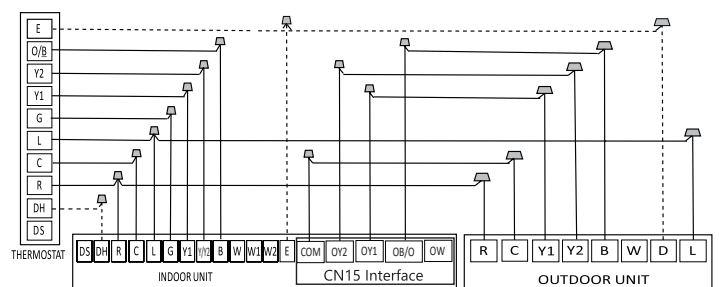 E
O/B
Y2
Y1
G
L
C
R
DH
DS
THERMOSTAT
DS DH R C L G Y1 Y/Y2 B W W1 W2 E
INDOOR UNIT
COM OY2 OY1 OB/O OW
CN15 Interface
R C Y1 Y2 B W D L
OUTDOOR UNIT